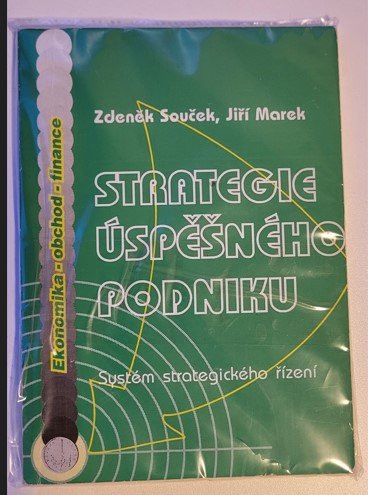 Zdeněk Souček, Jiří Marek
STRATEGIE
ÚSPĚŠNÉHO
PODNIKU
Systém strategického řízení
Ekonomika - obchod - finance